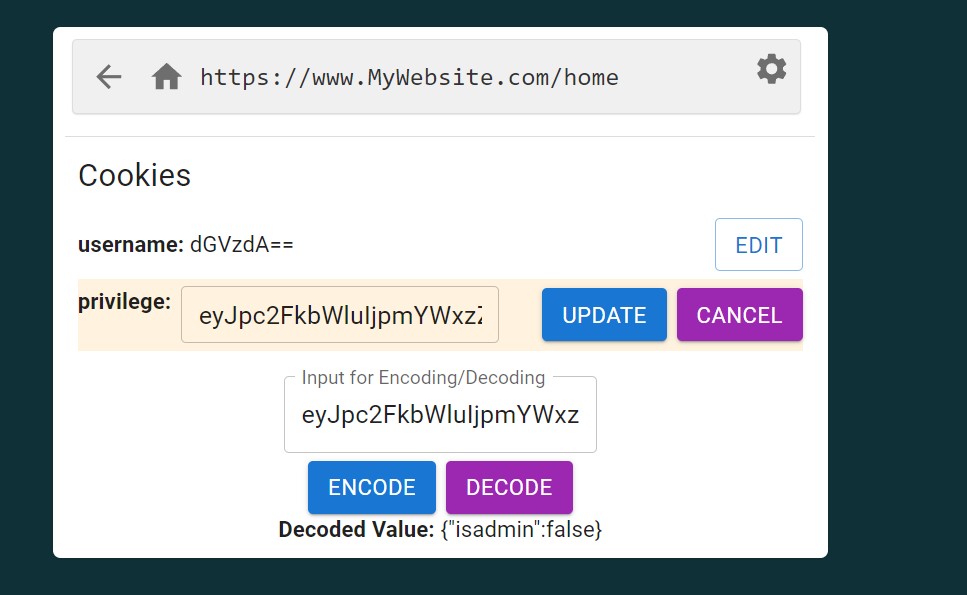 https://www.MyWebsite.com/home
Cookies
username: dGVzdA==
EDIT
privilege: eyJpc2FkbWluIjpmYWxzZ
UPDATE
CANCEL
Input for Encoding/Decoding
eyJpc2FkbWluIjpmYWxz
ENCODE
DECODE
Decoded Value: {"isadmin":false}